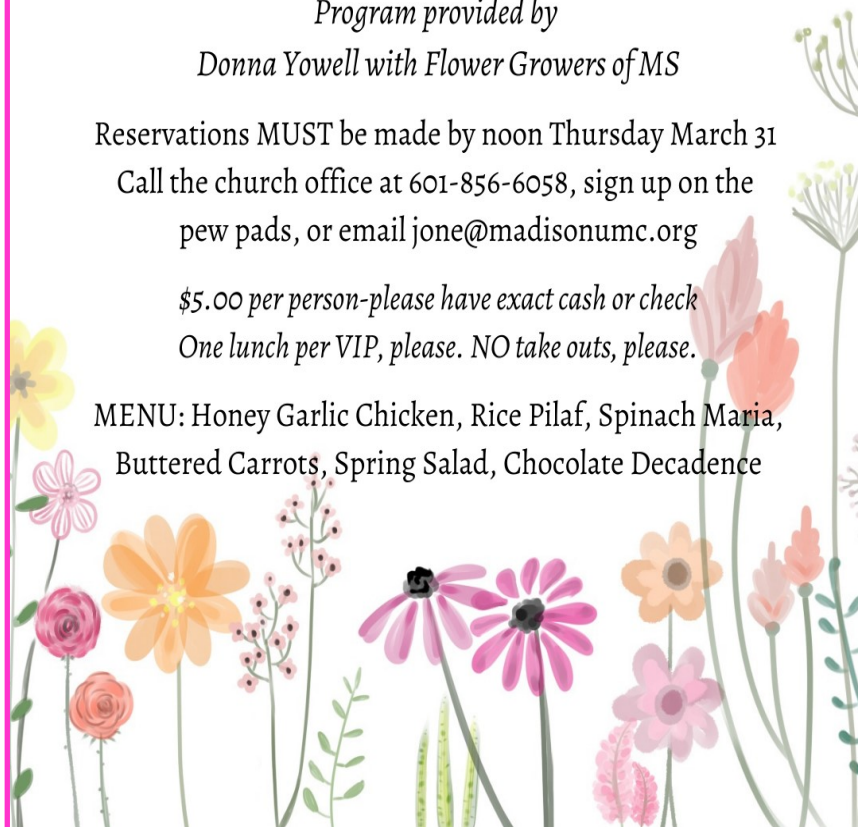 Program provided by
Donna Yowell with Flower Growers of MS
Reservations MUST be made by noon Thursday March 31
Call the church office at 601-856-6058, sign up on the
pew pads, or email jone@madisonumc.org
$5.00 per person-please have exact cash or check
One lunch per VIP, please. NO take outs, please.
MENU: Honey Garlic Chicken, Rice Pilaf, Spinach Maria,
Buttered Carrots, Spring Salad, Chocolate Decadence